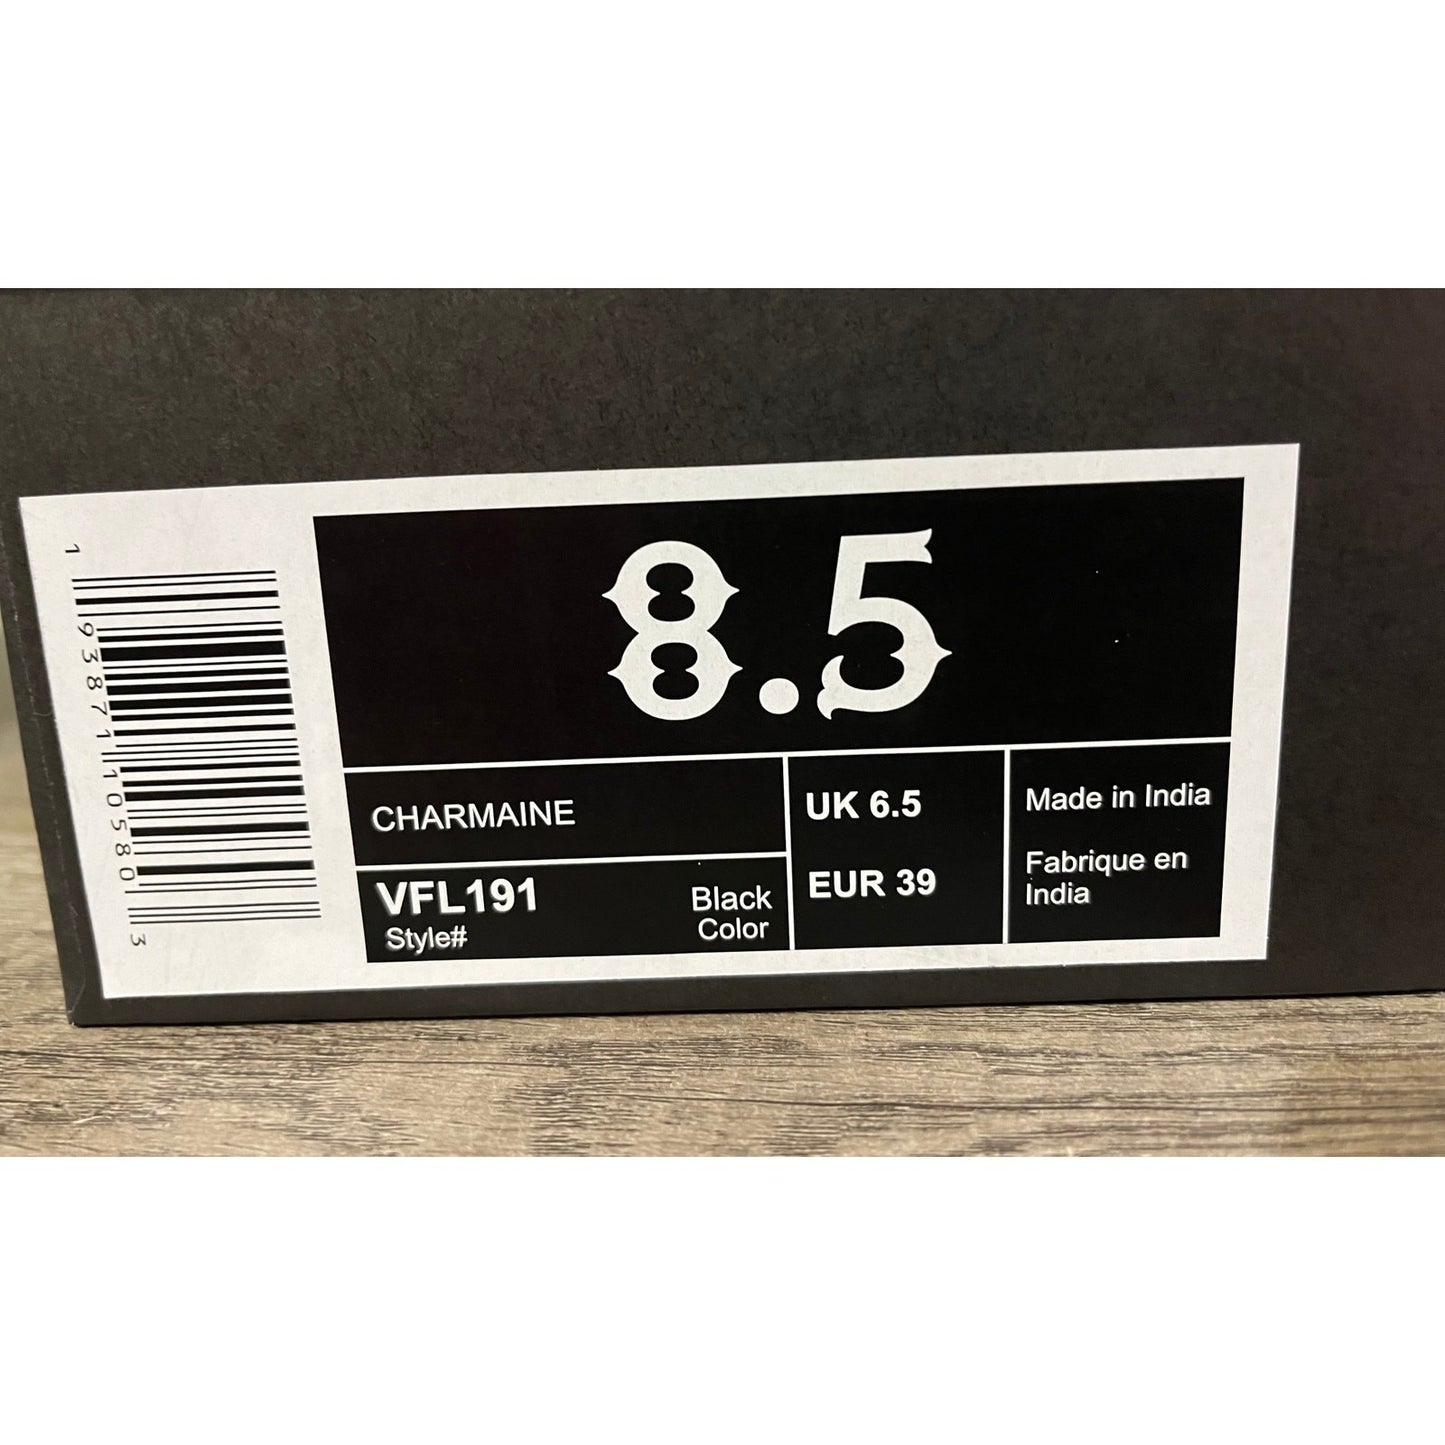 8.5
CHARMAINE
VFL191
Style#
Black
Color
UK 6.5
EUR 39
Made in India
Fabrique en
India
1 93871 10580 3